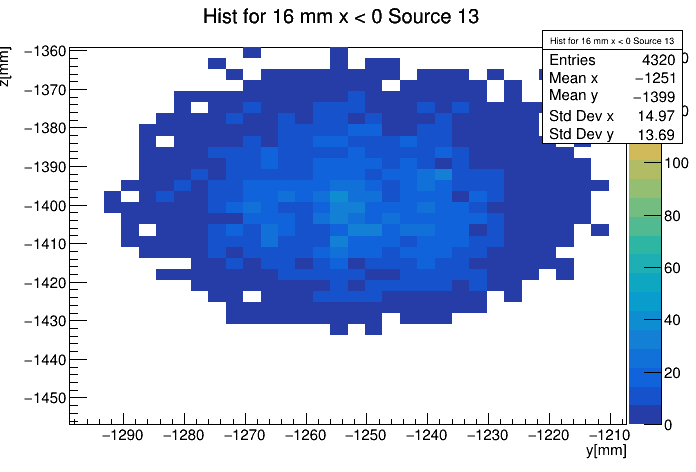 Hist for 16 mm x < 0 Source 13
Hist for 16 mm x < 0 Source 13
Entries 4320
Mean x −1251
Mean y −1399
Std Dev x 14.97
Std Dev y 13.69
z[mm]
−1360
−1370
−1380
−1390
−1400
−1410
−1420
−1430
−1440
−1450
100
80
60
40
20
0
−1290 −1280 −1270 −1260 −1250 −1240 −1230 −1220 −1210
y[mm]